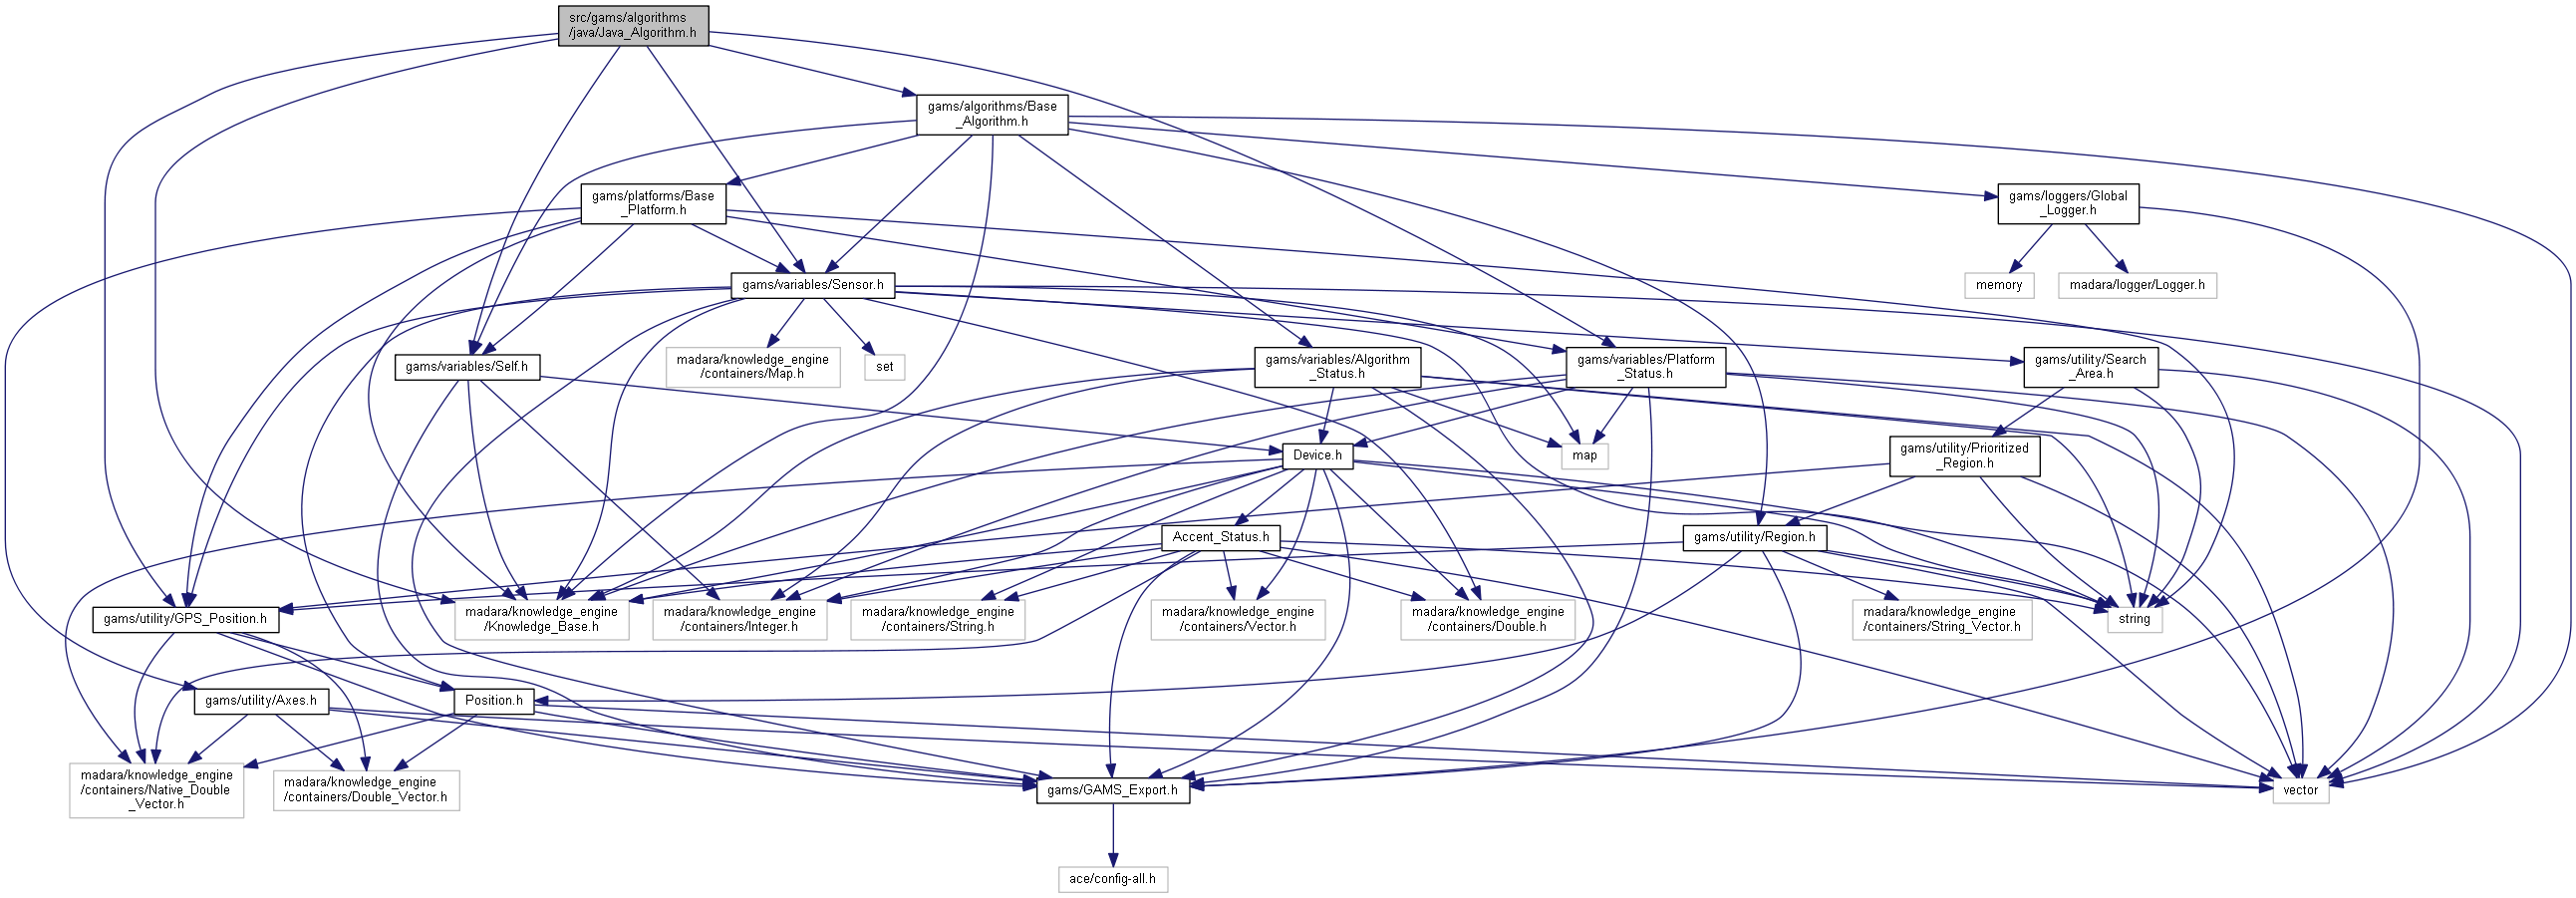 src/gams/algorithms
/java/Java_Algorithm.h
gams/algorithms/Base
_Algorithm.h
gams/platforms/Base
_Platform.h
gams/loggers/Global
_Logger.h
gams/variables/Sensor.h
memory
madara/logger/Logger.h
gams/variables/Self.h
madara/knowledge_engine
/containers/Map.h
set
gams/variables/Algorithm
_Status.h
gams/variables/Platform
_Status.h
gams/utility/Search
_Area.h
Device.h
map
gams/utility/Prioritized
_Region.h
Accent_Status.h
gams/utility/Region.h
gams/utility/GPS_Position.h
madara/knowledge_engine
/Knowledge_Base.h
madara/knowledge_engine
/containers/Integer.h
madara/knowledge_engine
/containers/String.h
madara/knowledge_engine
/containers/Vector.h
madara/knowledge_engine
/containers/Double.h
madara/knowledge_engine
/containers/String_Vector.h
string
gams/utility/Axes.h
Position.h
madara/knowledge_engine
/containers/Native_Double
_Vector.h
madara/knowledge_engine
/containers/Double_Vector.h
gams/GAMS_Export.h
vector
ace/config-all.h